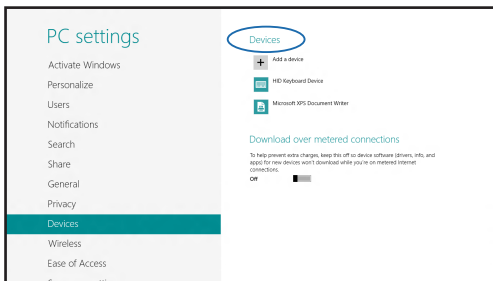 PC settings
Activate Windows
Personalize
Users
Notifications
Search
Share
General
Privacy
Devices
Wireless
Ease of Access
Devices
Add a device
HID Keyboard Device
Microsoft XPS Document Writer
Download over metered connections
To help prevent extra charges, keep this off so device software (drivers, info, and
apps) for new devices won't download while you're on metered Internet
connections.
Off